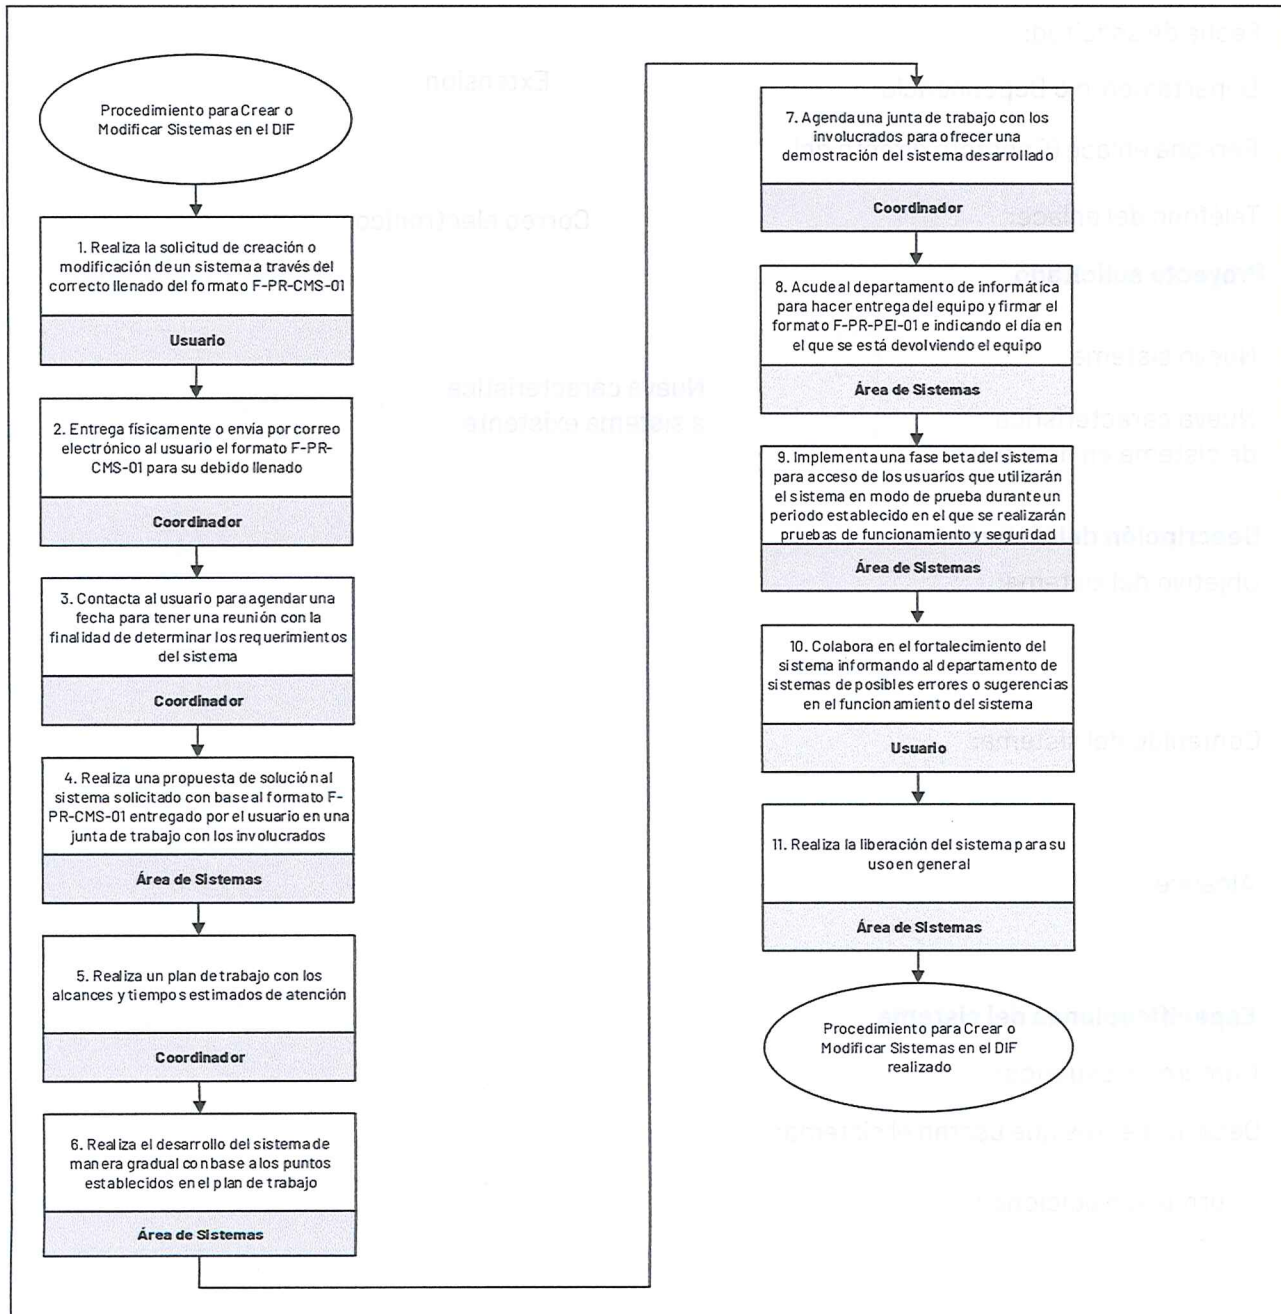 Procedimiento para Crear o
Modificar Sistemas en el DIF
1. Realiza la solicitud de creación o
modificación de un sistema a través del
correcto llenado del formato F-PR-CMS-01
Usuario
2. Entrega físicamente o envía por correo
electrónico al usuario el formato F-PR-
CMS-01 para su debido llenado
Coordinador
3. Contacta al usuario para agendar una
fecha para tener una reunión con la
finalidad de determinar los requerimientos
del sistema
Coordinador
4. Realiza una propuesta de solución al
sistema solicitado con base al formato F-
PR-CMS-01 entregado por el usuario en una
junta de trabajo con los involucrados
Área de Sistemas
5. Realiza un plan de trabajo con los
alcances y tiempos estimados de atención
Coordinador
6. Realiza el desarrollo del sistema de
manera gradual con base a los puntos
establecidos en el plan de trabajo
Área de Sistemas
7. Agenda una junta de trabajo con los
involucrados para ofrecer una
demostración del sistema desarrollado
Coordinador
8. Acude al departamento de informática
para hacer entrega del equipo y firmar el
formato F-PR-PEI-01 e indicando el día en
el que se está devolviendo el equipo
Área de Sistemas
9. Implementa una fase beta del sistema
para acceso de los usuarios que utilizarán
el sistema en modo de prueba durante un
periodo establecido en el que se realizarán
pruebas de funcionamiento y seguridad
Área de Sistemas
10. Colabora en el fortalecimiento del
sistema informando al departamento de
sistemas de posibles errores o sugerencias
en el funcionamiento del sistema
Usuario
11. Realiza la liberación del sistema para su
uso en general
Área de Sistemas
Procedimiento para Crear o
Modificar Sistemas en el DIF
realizado